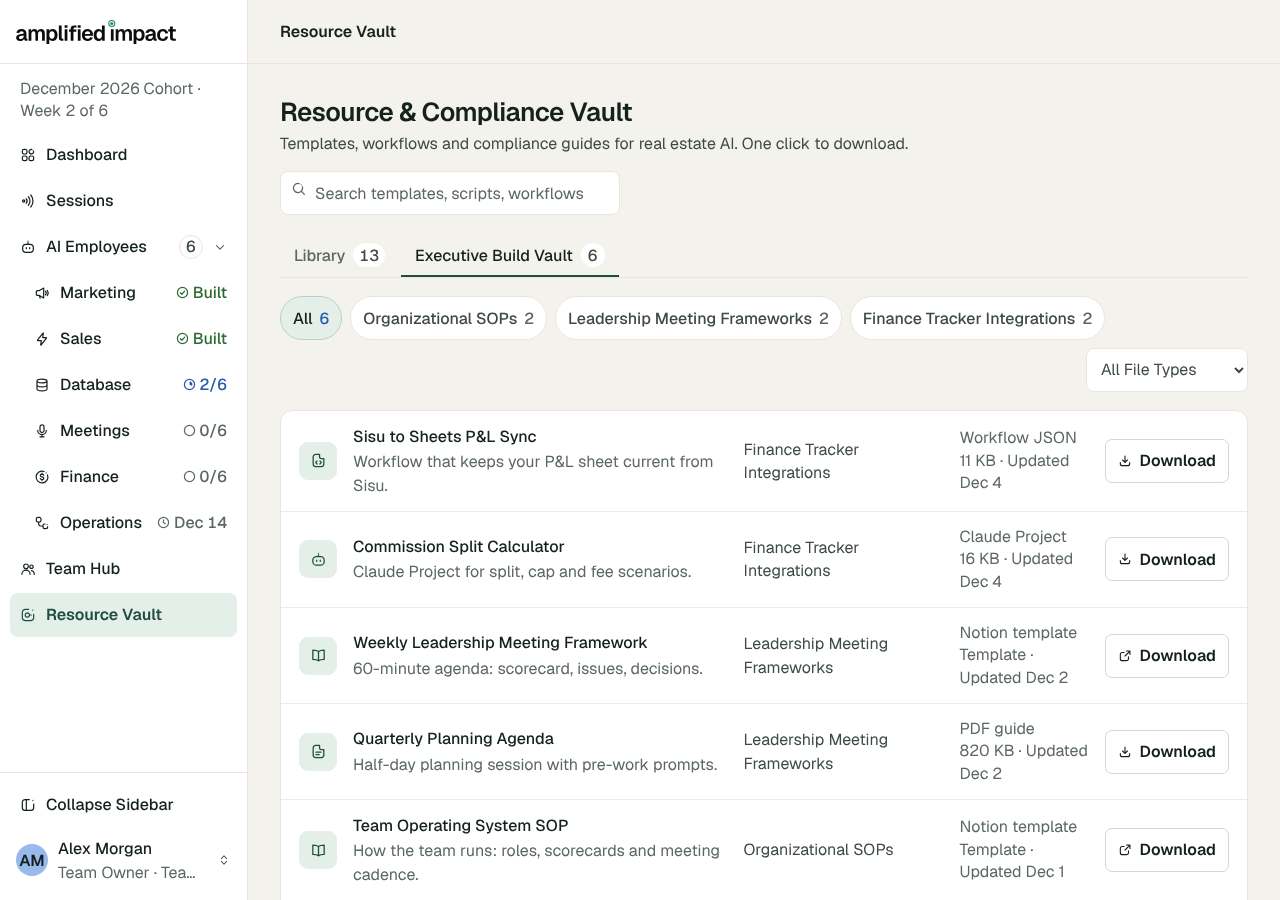 amplified impact
December 2026 Cohort ·
Week 2 of 6
Dashboard
Sessions
AI Employees 6
Marketing Built
Sales Built
Database 2/6
Meetings 0/6
Finance 0/6
Operations Dec 14
Team Hub
Resource Vault
Collapse Sidebar
AM
Alex Morgan
Team Owner · Tea...
Resource Vault
Resource & Compliance Vault
Templates, workflows and compliance guides for real estate AI. One click to download.
Search templates, scripts, workflows
Library 13 Executive Build Vault 6
All 6 Organizational SOPs 2 Leadership Meeting Frameworks 2 Finance Tracker Integrations 2
All File Types
Sisu to Sheets P&L Sync
Workflow that keeps your P&L sheet current from
Sisu.
Finance Tracker
Integrations
Workflow JSON
11 KB · Updated
Dec 4
Download
Commission Split Calculator
Claude Project for split, cap and fee scenarios.
Finance Tracker
Integrations
Claude Project
16 KB · Updated
Dec 4
Download
Weekly Leadership Meeting Framework
60-minute agenda: scorecard, issues, decisions.
Leadership Meeting
Frameworks
Notion template
Template ·
Updated Dec 2
Download
Quarterly Planning Agenda
Half-day planning session with pre-work prompts.
Leadership Meeting
Frameworks
PDF guide
820 KB · Updated
Dec 2
Download
Team Operating System SOP
How the team runs: roles, scorecards and meeting
cadence.
Organizational SOPs
Notion template
Template ·
Updated Dec 1
Download